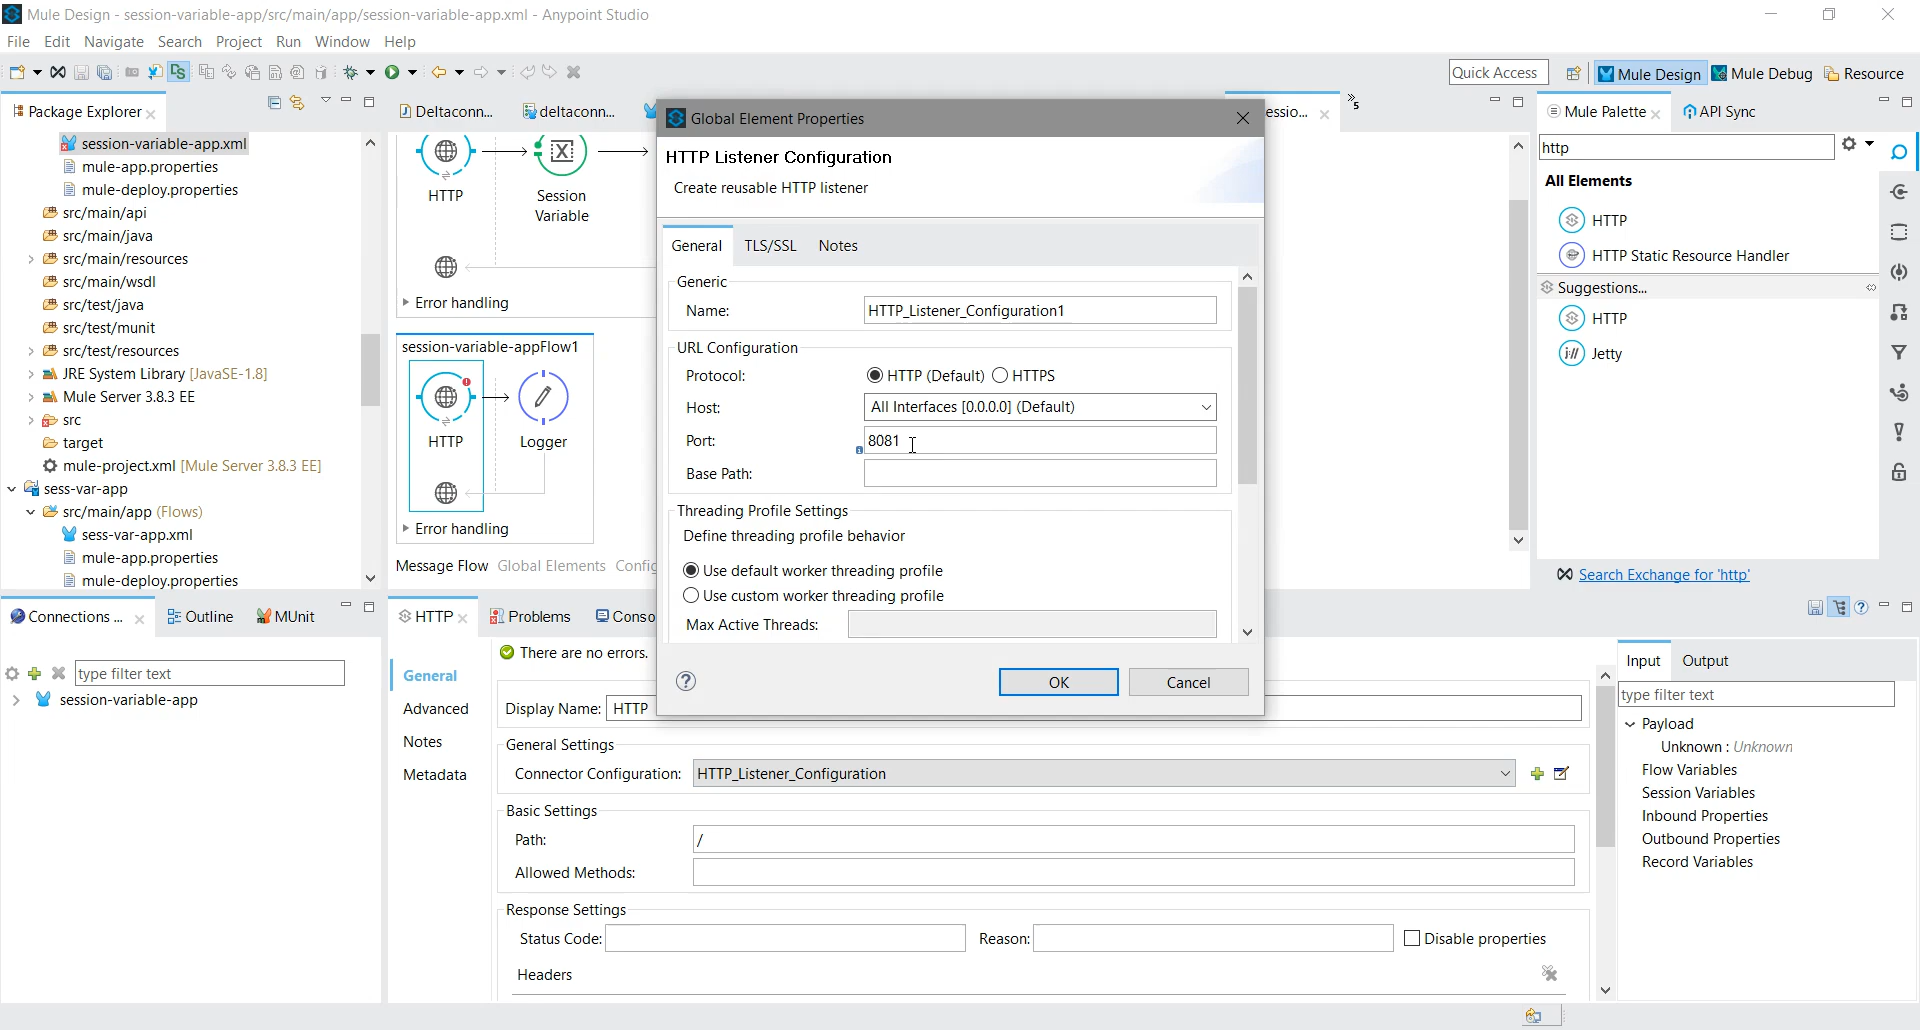 Mule Design - session-variable-app/src/main/app/session-variable-app.xml - Anypoint Studio
File Edit Navigate Search Project Run Window Help
Quick Access
Mule Design
Mule Debug
Resource
Package Explorer
session-variable-app.xml
mule-app.properties
mule-deploy.properties
src/main/api
src/main/java
src/main/resources
src/main/wsdl
src/test/java
src/test/munit
src/test/resources
JRE System Library [JavaSE-1.8]
Mule Server 3.8.3 EE
src
target
mule-project.xml [Mule Server 3.8.3 EE]
sess-var-app
src/main/app (Flows)
sess-var-app.xml
mule-app.properties
mule-deploy.properties
Deltaconn...
deltaconn...
essio...
5
HTTP
Session
Variable
Error handling
session-variable-appFlow1
HTTP
Logger
Error handling
Message Flow Global Elements Config
Global Element Properties
HTTP Listener Configuration
Create reusable HTTP listener
General TLS/SSL Notes
Generic
Name: HTTP_Listener_Configuration1
URL Configuration
Protocol: HTTP (Default) HTTPS
Host: All Interfaces [0.0.0.0] (Default)
Port: 8081
Base Path:
Threading Profile Settings
Define threading profile behavior
Use default worker threading profile
Use custom worker threading profile
Max Active Threads:
?
OK
Cancel
Mule Palette
API Sync
http
All Elements
HTTP
HTTP Static Resource Handler
Suggestions...
HTTP
Jetty
Search Exchange for 'http'
Connections ...
Outline
MUnit
type filter text
session-variable-app
HTTP
Problems
Conso
General
Advanced
Notes
Metadata
There are no errors.
Display Name: HTTP
General Settings
Connector Configuration: HTTP_Listener_Configuration
Basic Settings
Path: /
Allowed Methods:
Response Settings
Status Code:
Reason:
Disable properties
Headers
Input
Output
type filter text
Payload
Unknown : Unknown
Flow Variables
Session Variables
Inbound Properties
Outbound Properties
Record Variables